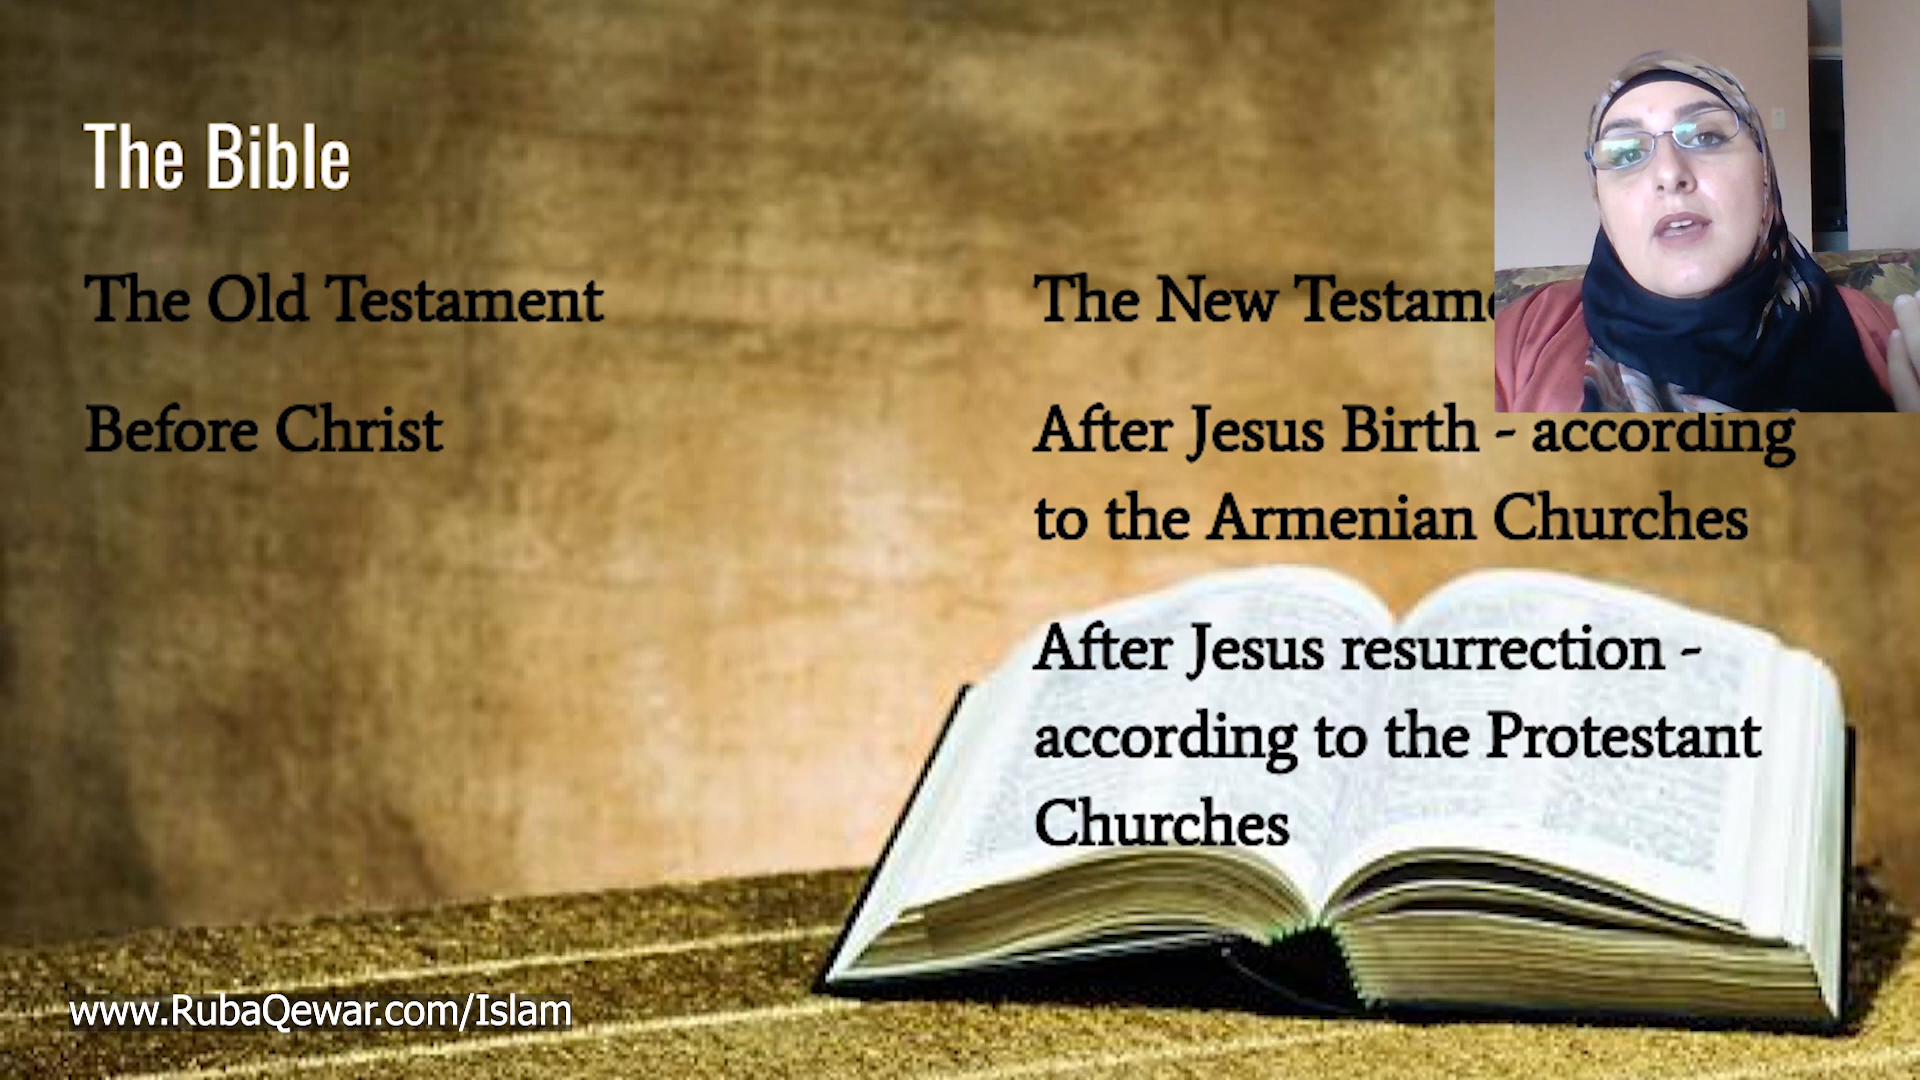 The Bible
The Old Testament
Before Christ
The New
After Jesus Birth - according
to the Armenian Churches
After Jesus resurrection -
according to the Protestant
Churches
www.RubaQewar.com/Islam